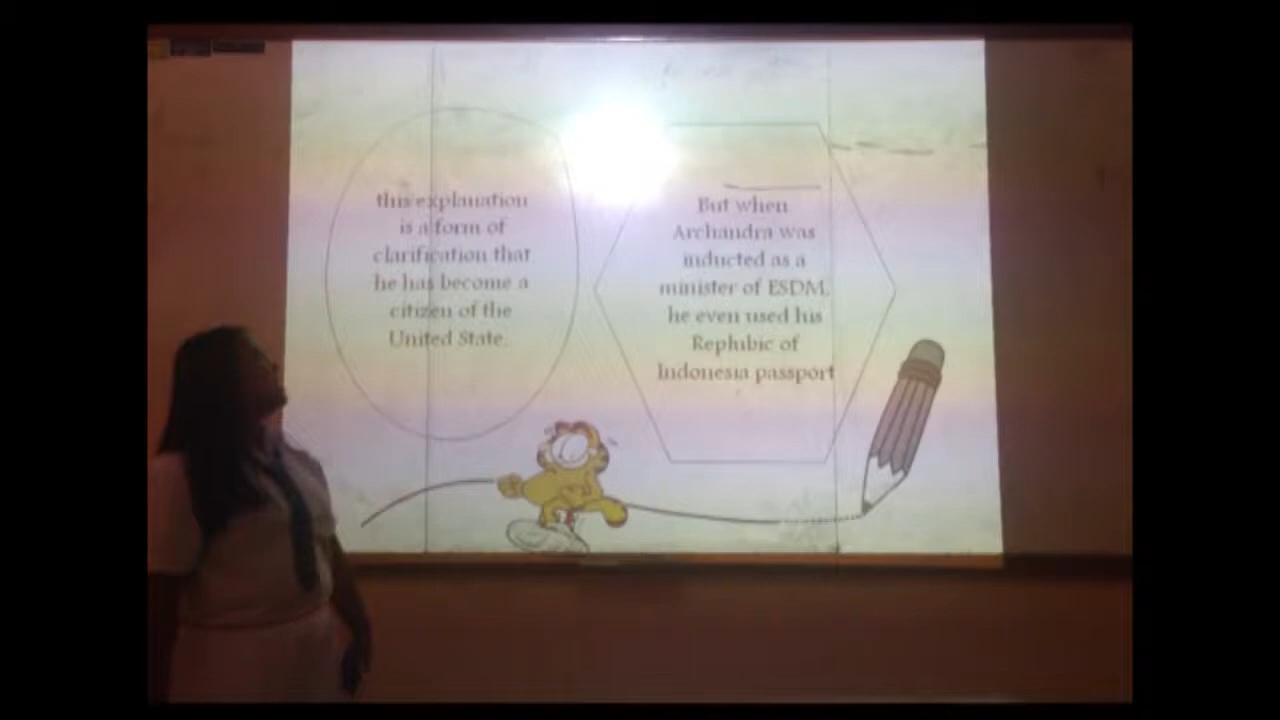 this explanation
is a form of
clarification that
he has become a
citizen of the
United State.
But when
Archandra was
inducted as a
minister of ESDM,
he even used his
Repbubic of
Indonesia passport